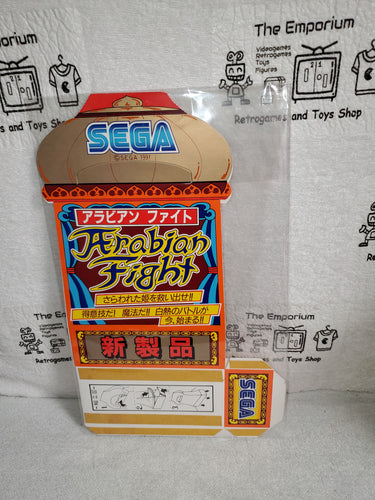 The Emporium
Videogames
Retrogames
Toys
Figures
Retrogames and Toys Shop
The Emporium
SEGA
©SEGA 1991
アラビアン ファイト
Arabian
Fight
さらわれた姫を救い出せ!!
得意技だ! 魔法だ!! 白熱のバトルが
今、始まる!!
新製品
SEGA
1
2
3
The Emporium
Retrogames and Toys Shop